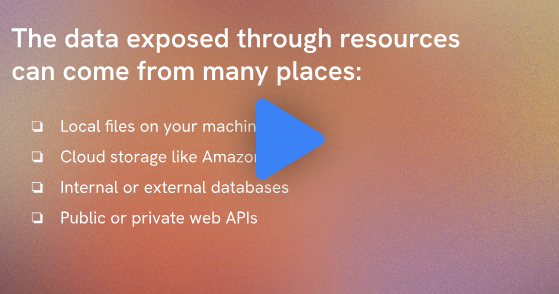 The data exposed through resources
can come from many places:
Local files on your
Cloud storage like
Internal or external databases
Public or private web APIs